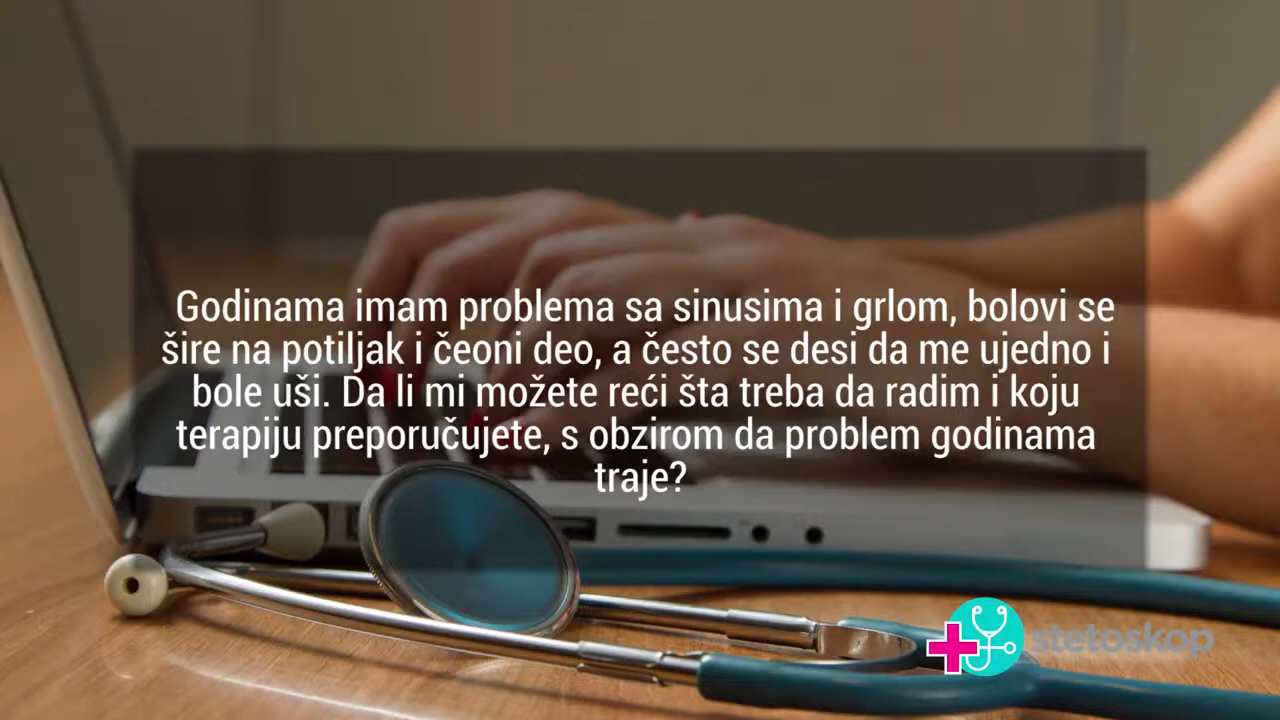 Godinama imam problema sa sinusima i grlom, bolovi se
šire na potiljak i čeoni deo, a često se desi da me ujedno i
bole uši. Da li mi možete reći šta treba da radim i koju
terapiju preporučujete, s obzirom da problem godinama
traje?
stetoskop